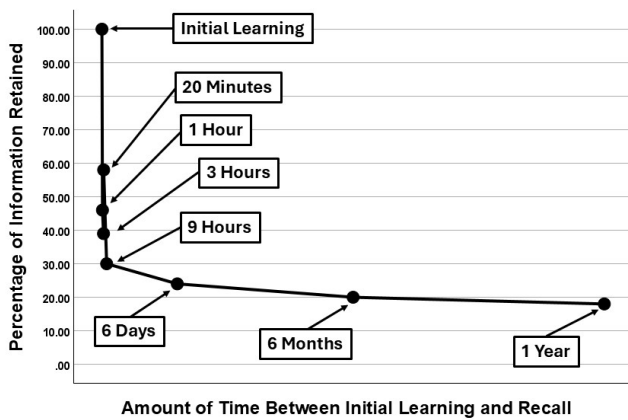 Percentage of Information Retained
100.00
90.00
80.00
70.00
60.00
50.00
40.00
30.00
20.00
10.00
.00
Initial Learning
20 Minutes
1 Hour
3 Hours
9 Hours
6 Days
6 Months
1 Year
Amount of Time Between Initial Learning and Recall